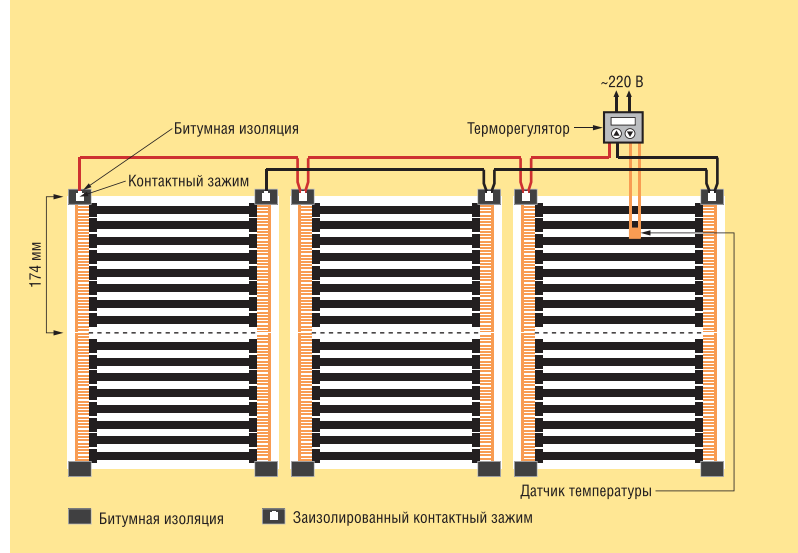 ~220 В
Битумная изоляция
Терморегулятор
Контактный зажим
174 мм
Датчик температуры
Битумная изоляция
Заизолированный контактный зажим